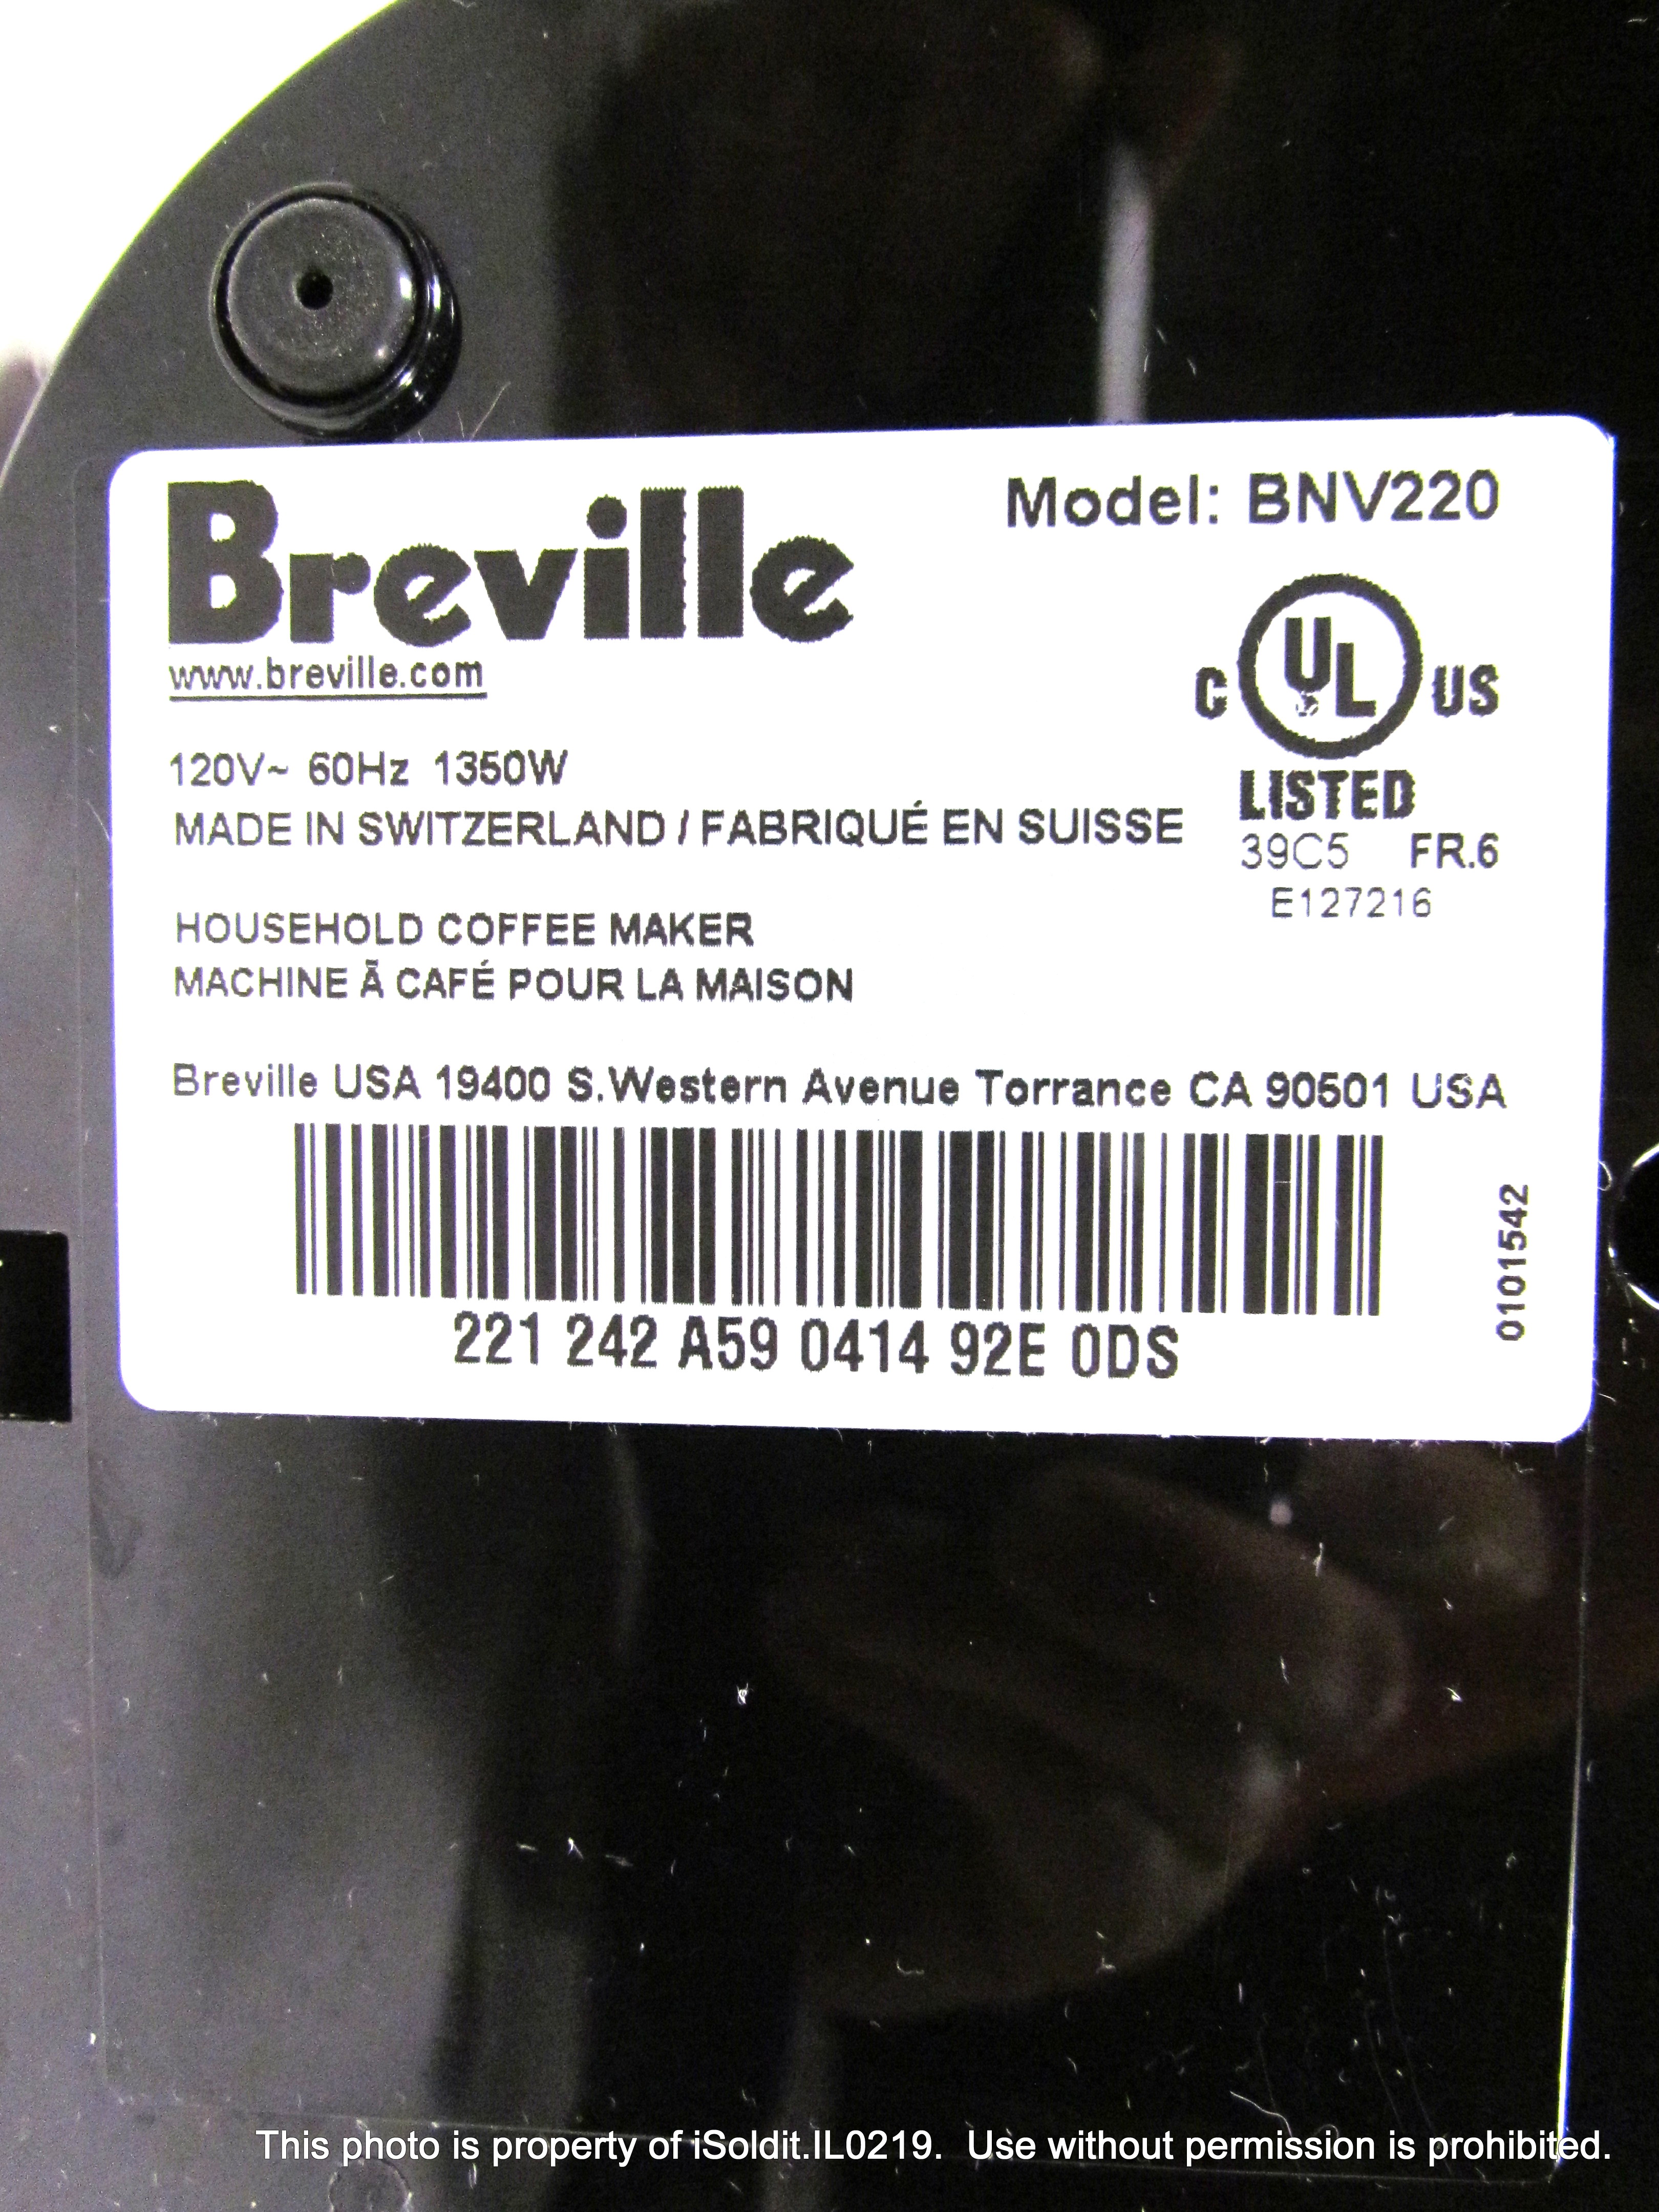 Breville
Model: BNV220
www.breville.com
C UL US
LISTED
39C5 FR.6
E127216
120V~ 60Hz 1350W
MADE IN SWITZERLAND / FABRIQUÉ EN SUISSE
HOUSEHOLD COFFEE MAKER
MACHINE Ã CAFÉ POUR LA MAISON
Breville USA 19400 S.Western Avenue Torrance CA 90501 USA
221 242 A59 0414 92E 0DS
0101542
This photo is property of iSoldit.IL0219. Use without permission is prohibited.